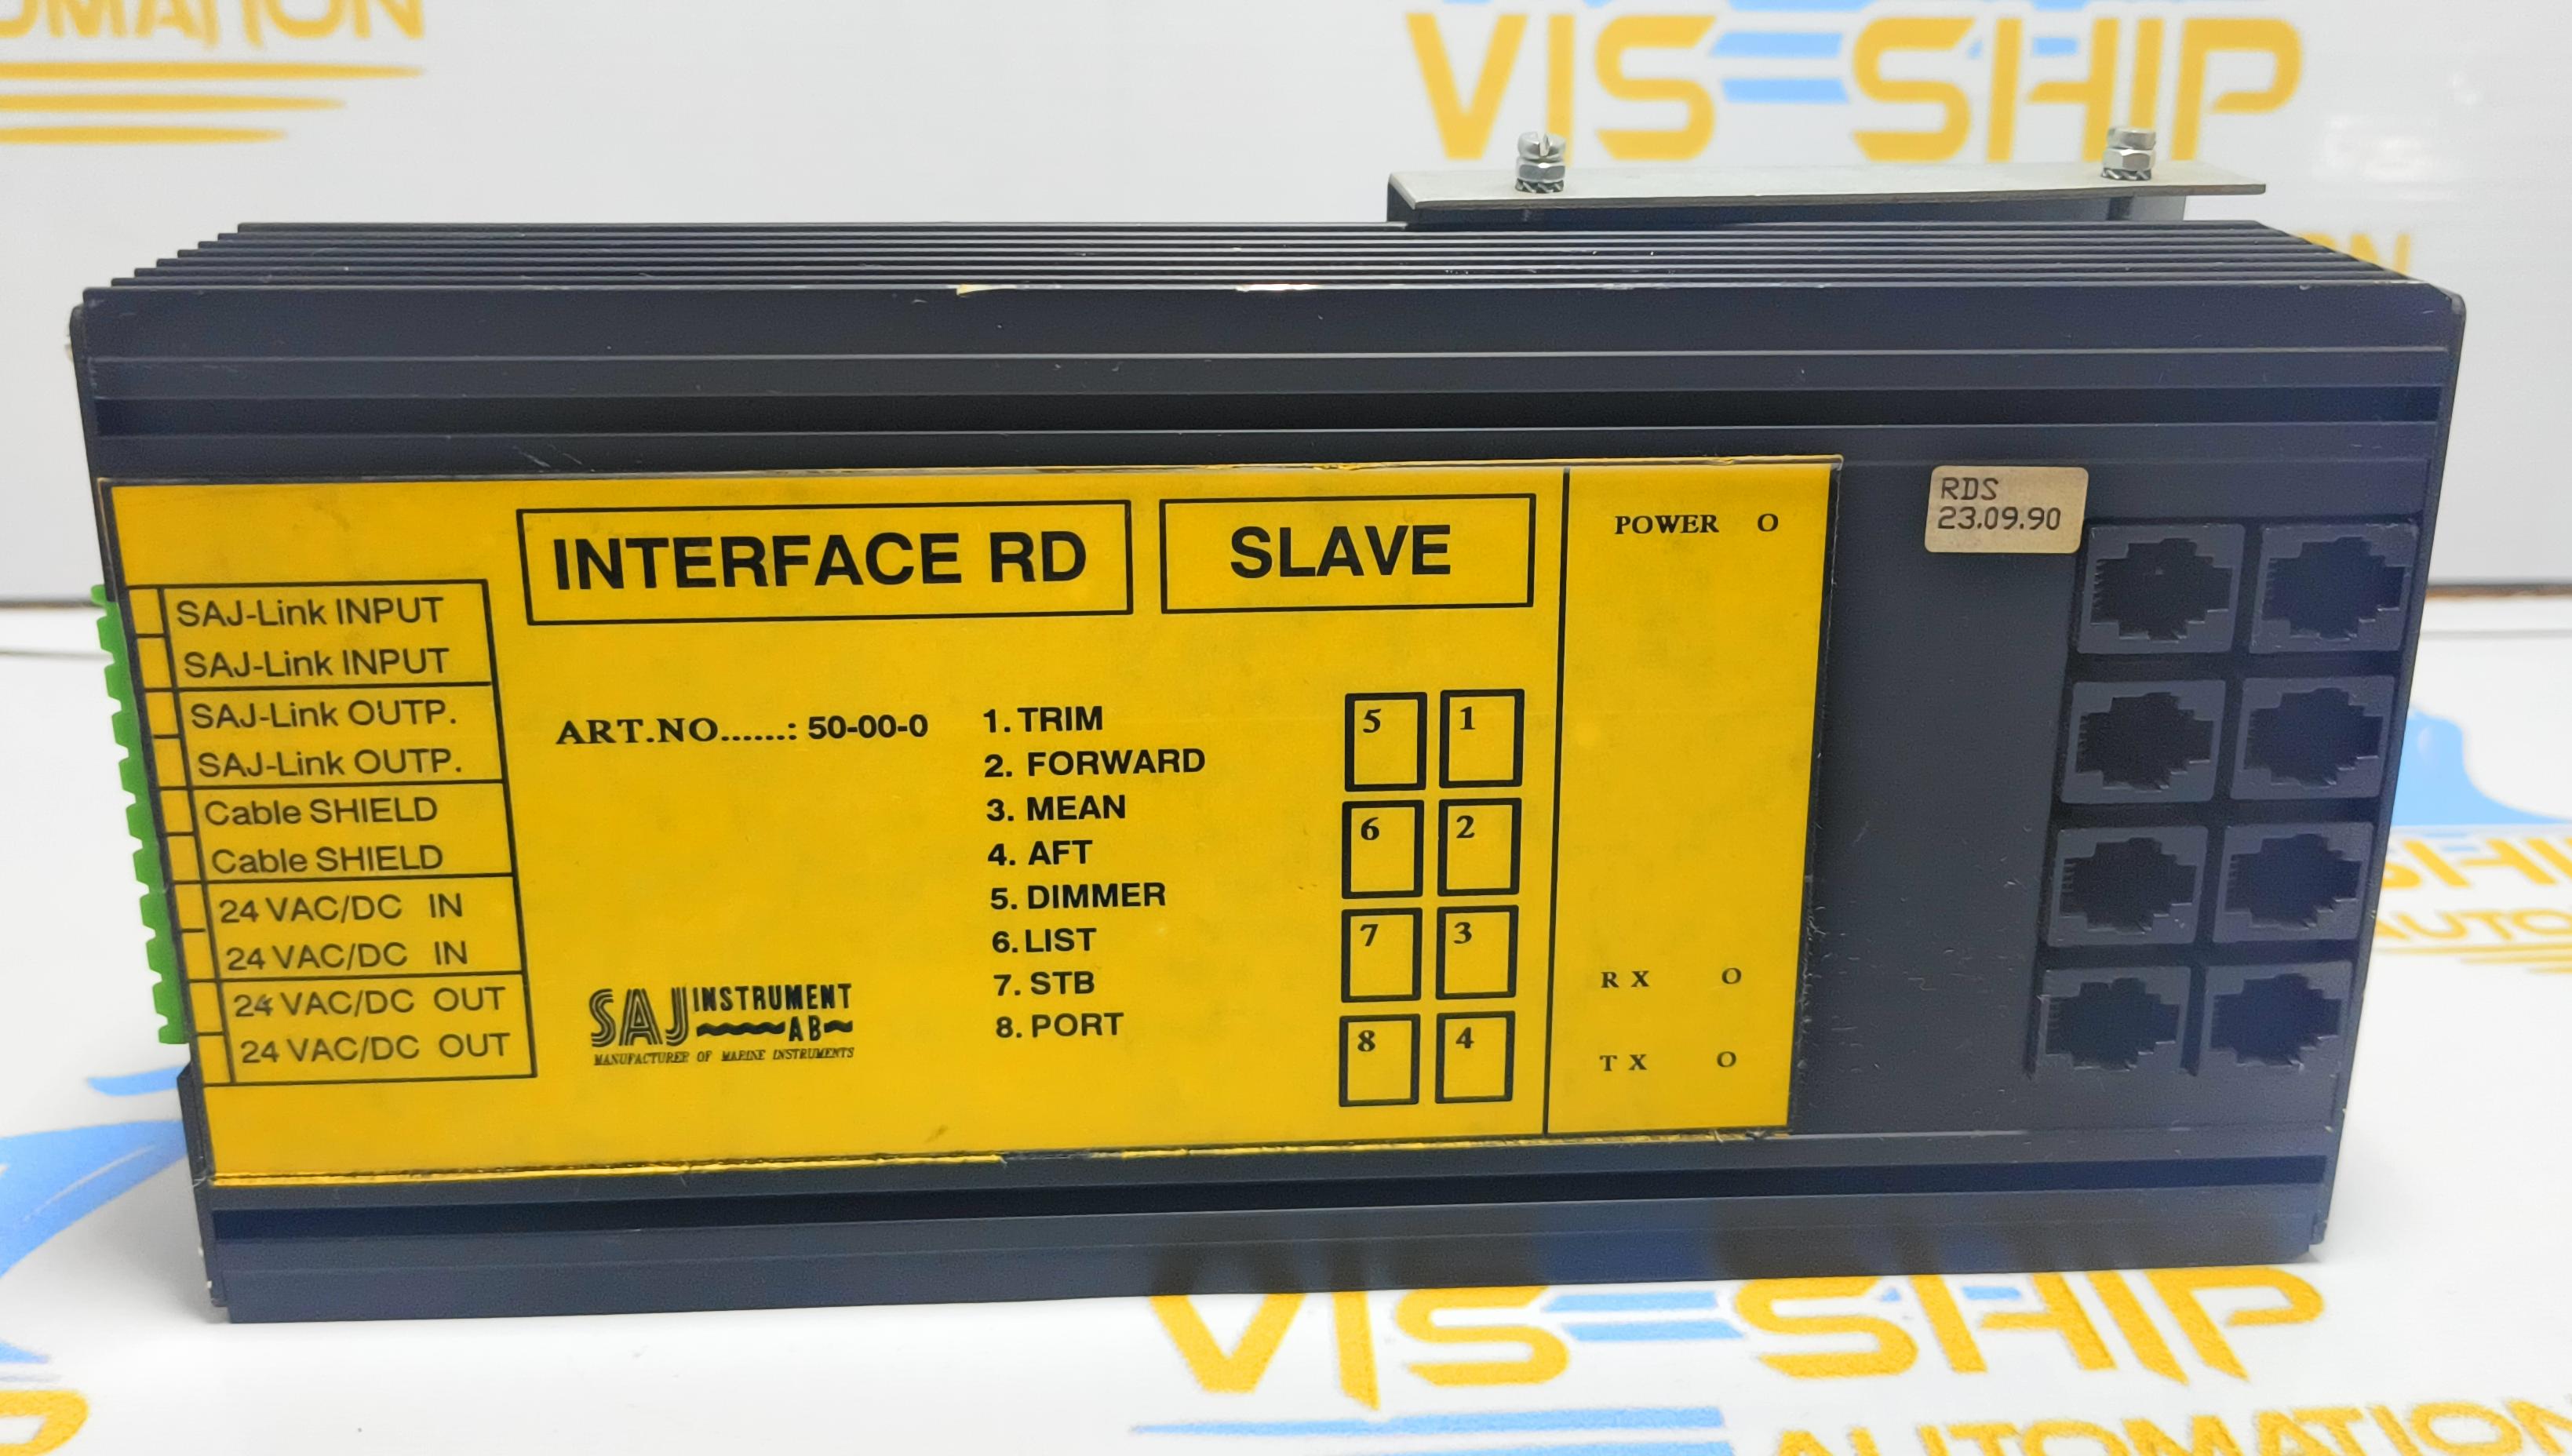 OMATION
VIS-SHIP
INTERFACE RD
SLAVE
POWER O
RDS
23.09.90
SAJ-Link INPUT
SAJ-Link INPUT
SAJ-Link OUTP.
SAJ-Link OUTP.
Cable SHIELD
Cable SHIELD
24 VAC/DC IN
24 VAC/DC IN
24 VAC/DC OUT
24 VAC/DC OUT
ART.NO......: 50-00-0
SAJ INSTRUMENT
AB
MANUFACTURER OF MARINE INSTRUMENTS
1. TRIM
2. FORWARD
3. MEAN
4. AFT
5. DIMMER
6. LIST
7. STB
8. PORT
5 1
6 2
7 3
8 4
RX O
TX O
SHIP
AUTO
VIS-SHIP
AUTOMATION